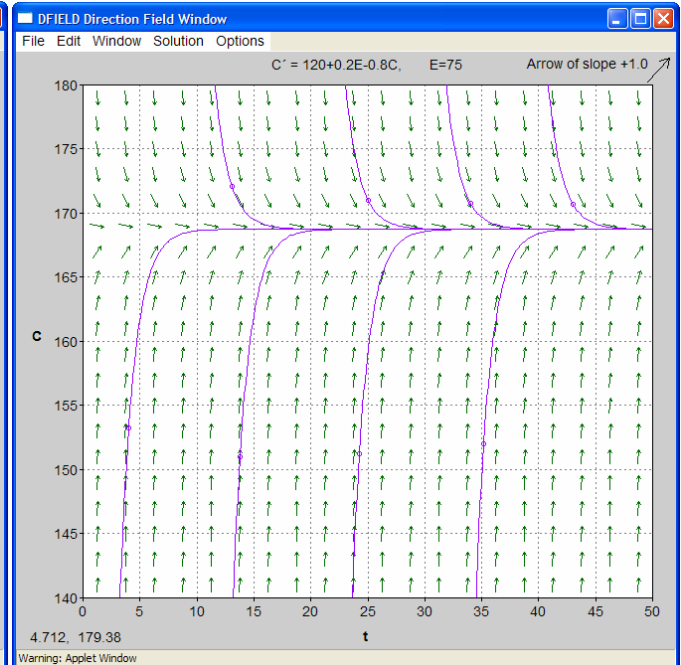 DFIELD Direction Field Window
File Edit Window Solution Options
C´ = 120+0.2E-0.8C, E=75 Arrow of slope +1.0
180
175
170
165
C
160
155
150
145
140
0 5 10 15 20 25 30 35 40 45 50
4.712, 179.38 t
Warning: Applet Window